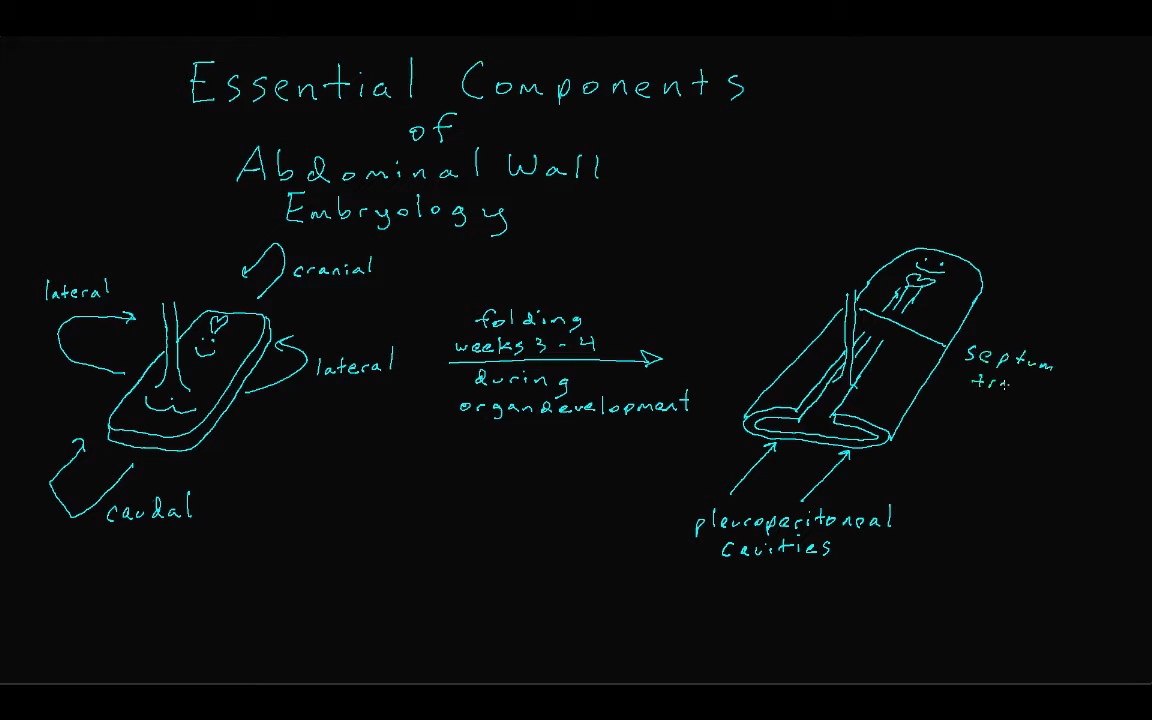 Essential Components
of
Abdominal Wall
Embryology
lateral
cranial
lateral
caudal
folding
weeks 3-4
during
organ development
septum
tra
pleuroperitoneal
cavities